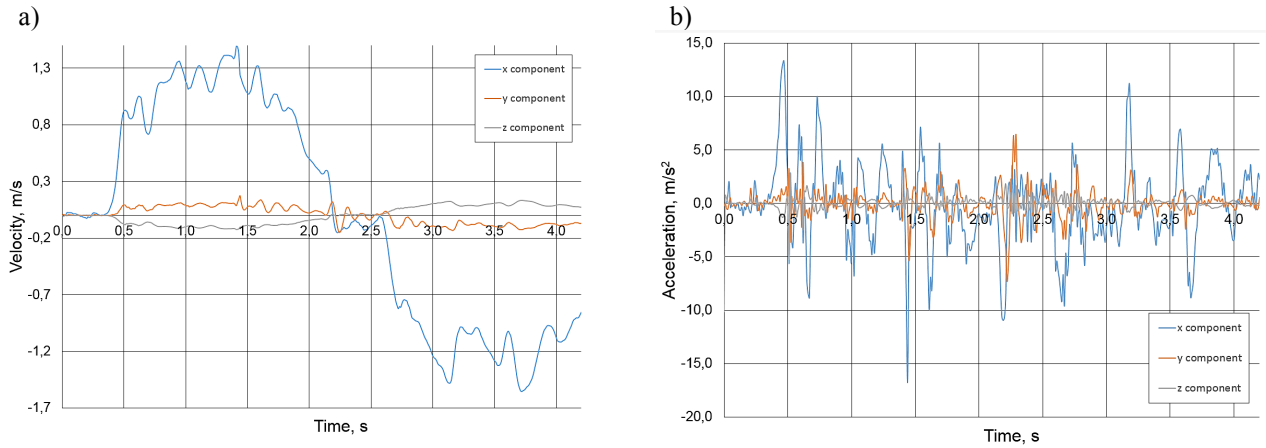 a)
Velocity, m/s
1,3
0,8
0,3
-0,2
-0,7
-1,2
-1,7
0.0 0.5 1.0 1.5 2.0 2.5 3.0 3.5 4.0
Time, s
x component
y component
z component
b)
Acceleration, m/s²
15,0
10,0
5,0
0,0
-5,0
-10,0
-15,0
-20,0
0.0 0.5 1.0 1.5 2.0 2.5 3.0 3.5 4.0
Time, s
x component
y component
z component